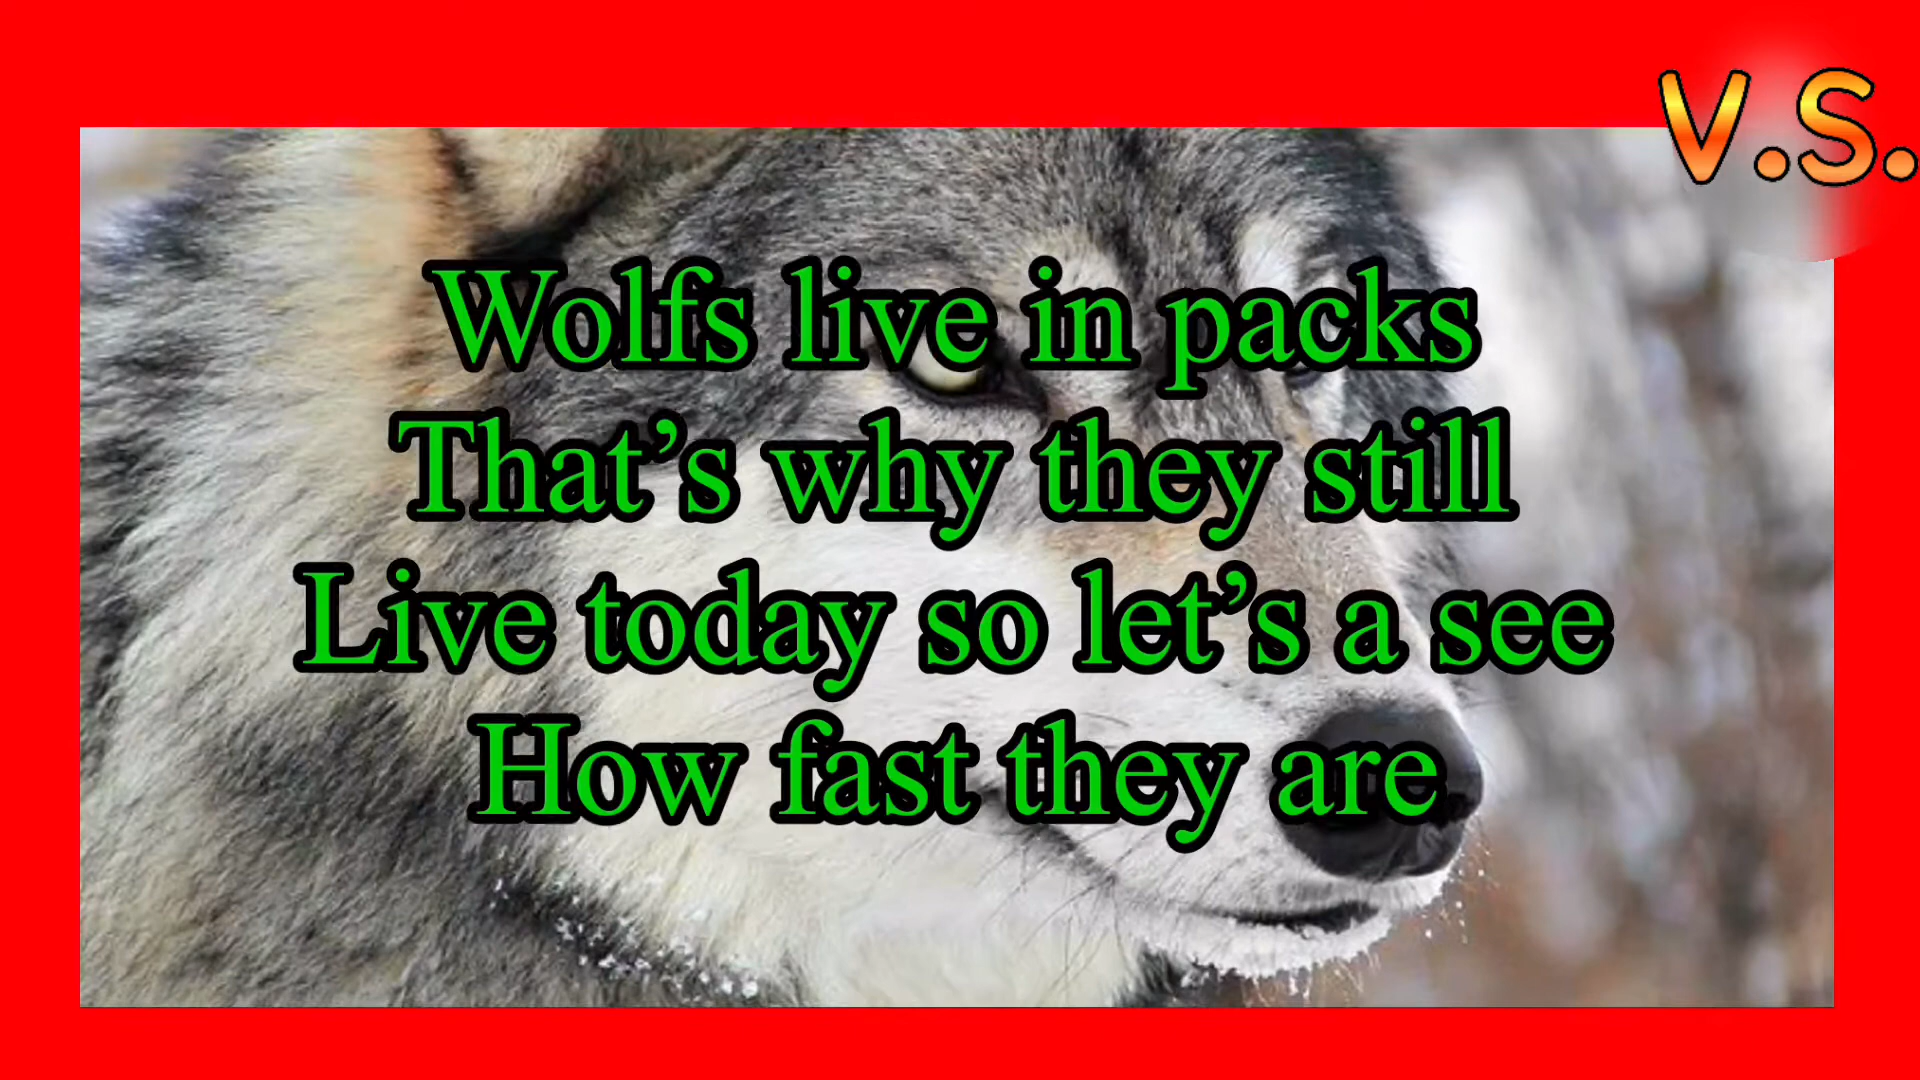 V.S.
Wolfs live in packs
That’s why they still
Live today so let’s a see
How fast they are